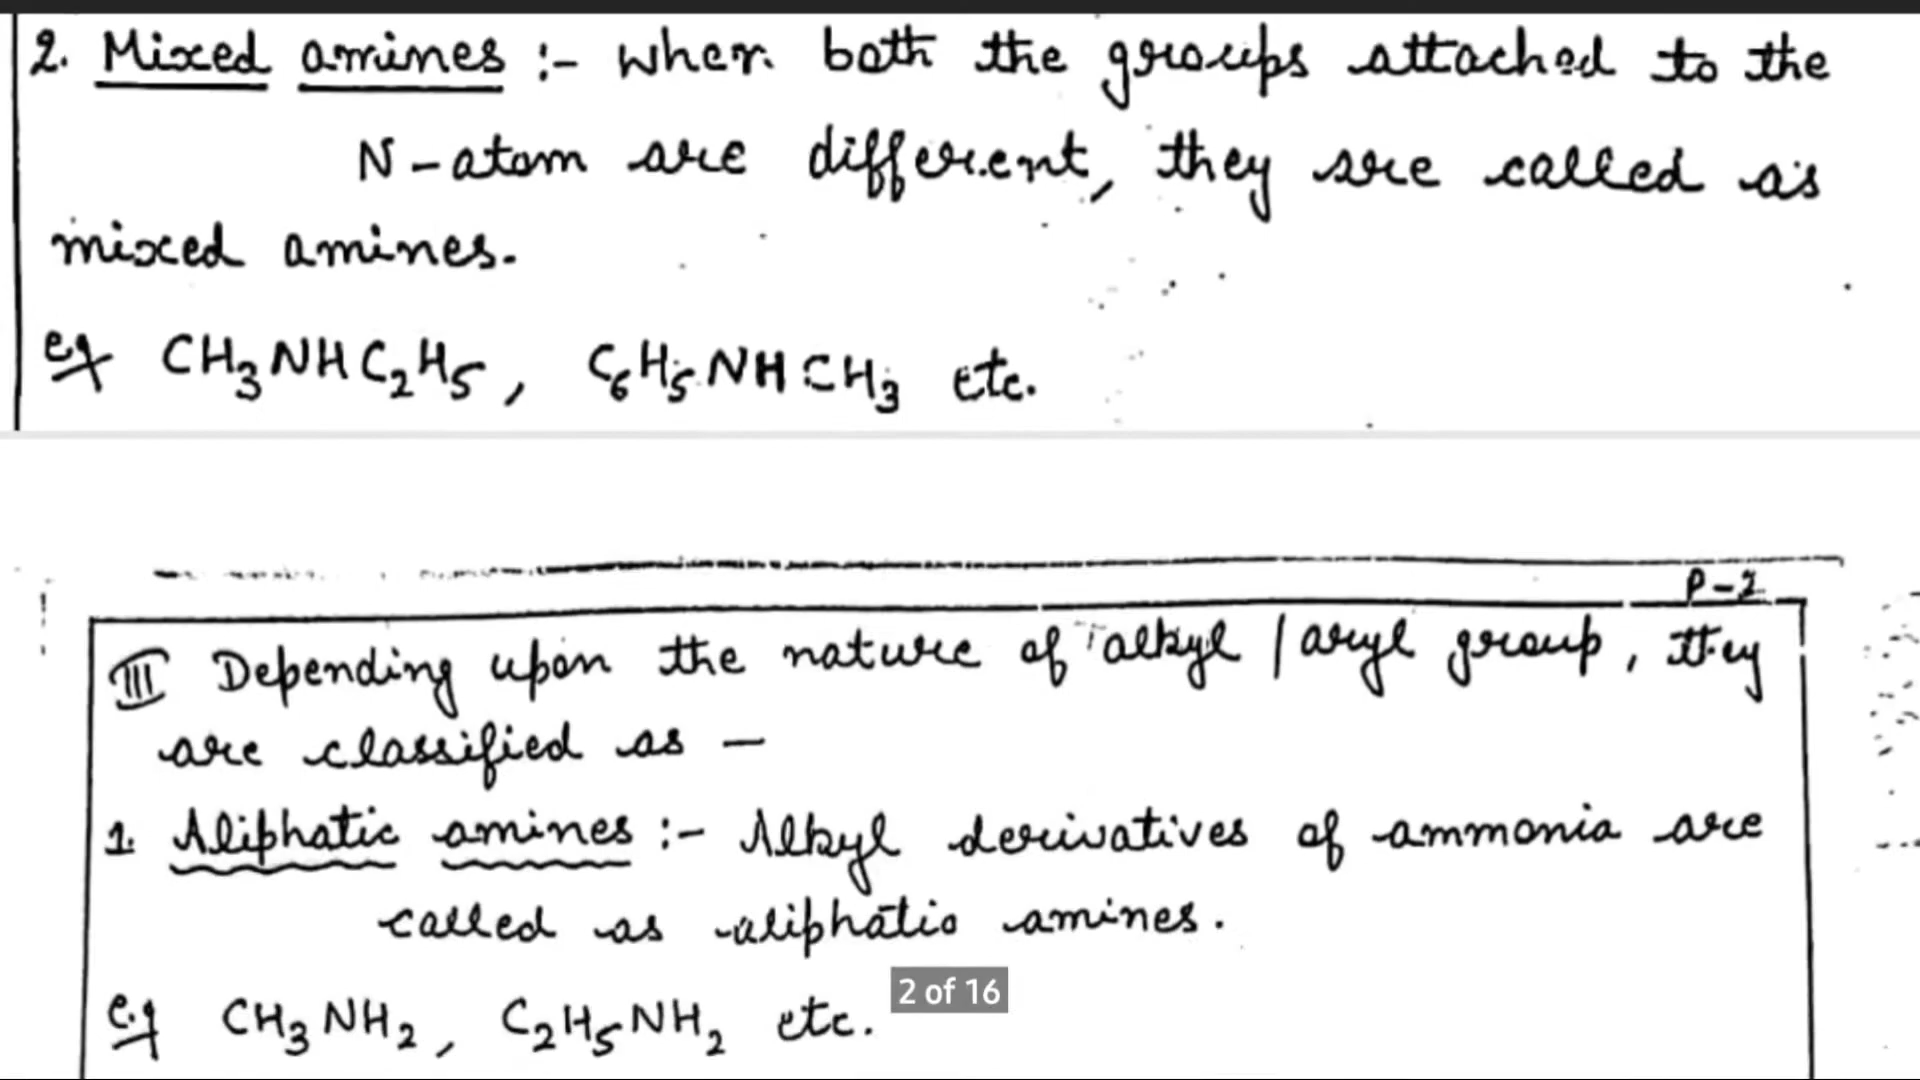 2. Mixed amines :- when both the groups attached to the
N-atom are different, they are called as
mixed amines.
eg CH₃NHC₂H₅, C₆H₅NHCH₃ etc.
P-2
III Depending upon the nature of alkyl / aryl group, they
are classified as —
1. Aliphatic amines :- Alkyl derivatives of ammonia are
called as aliphatic amines.
e.g CH₃NH₂, C₂H₅NH₂ etc.
2 of 16